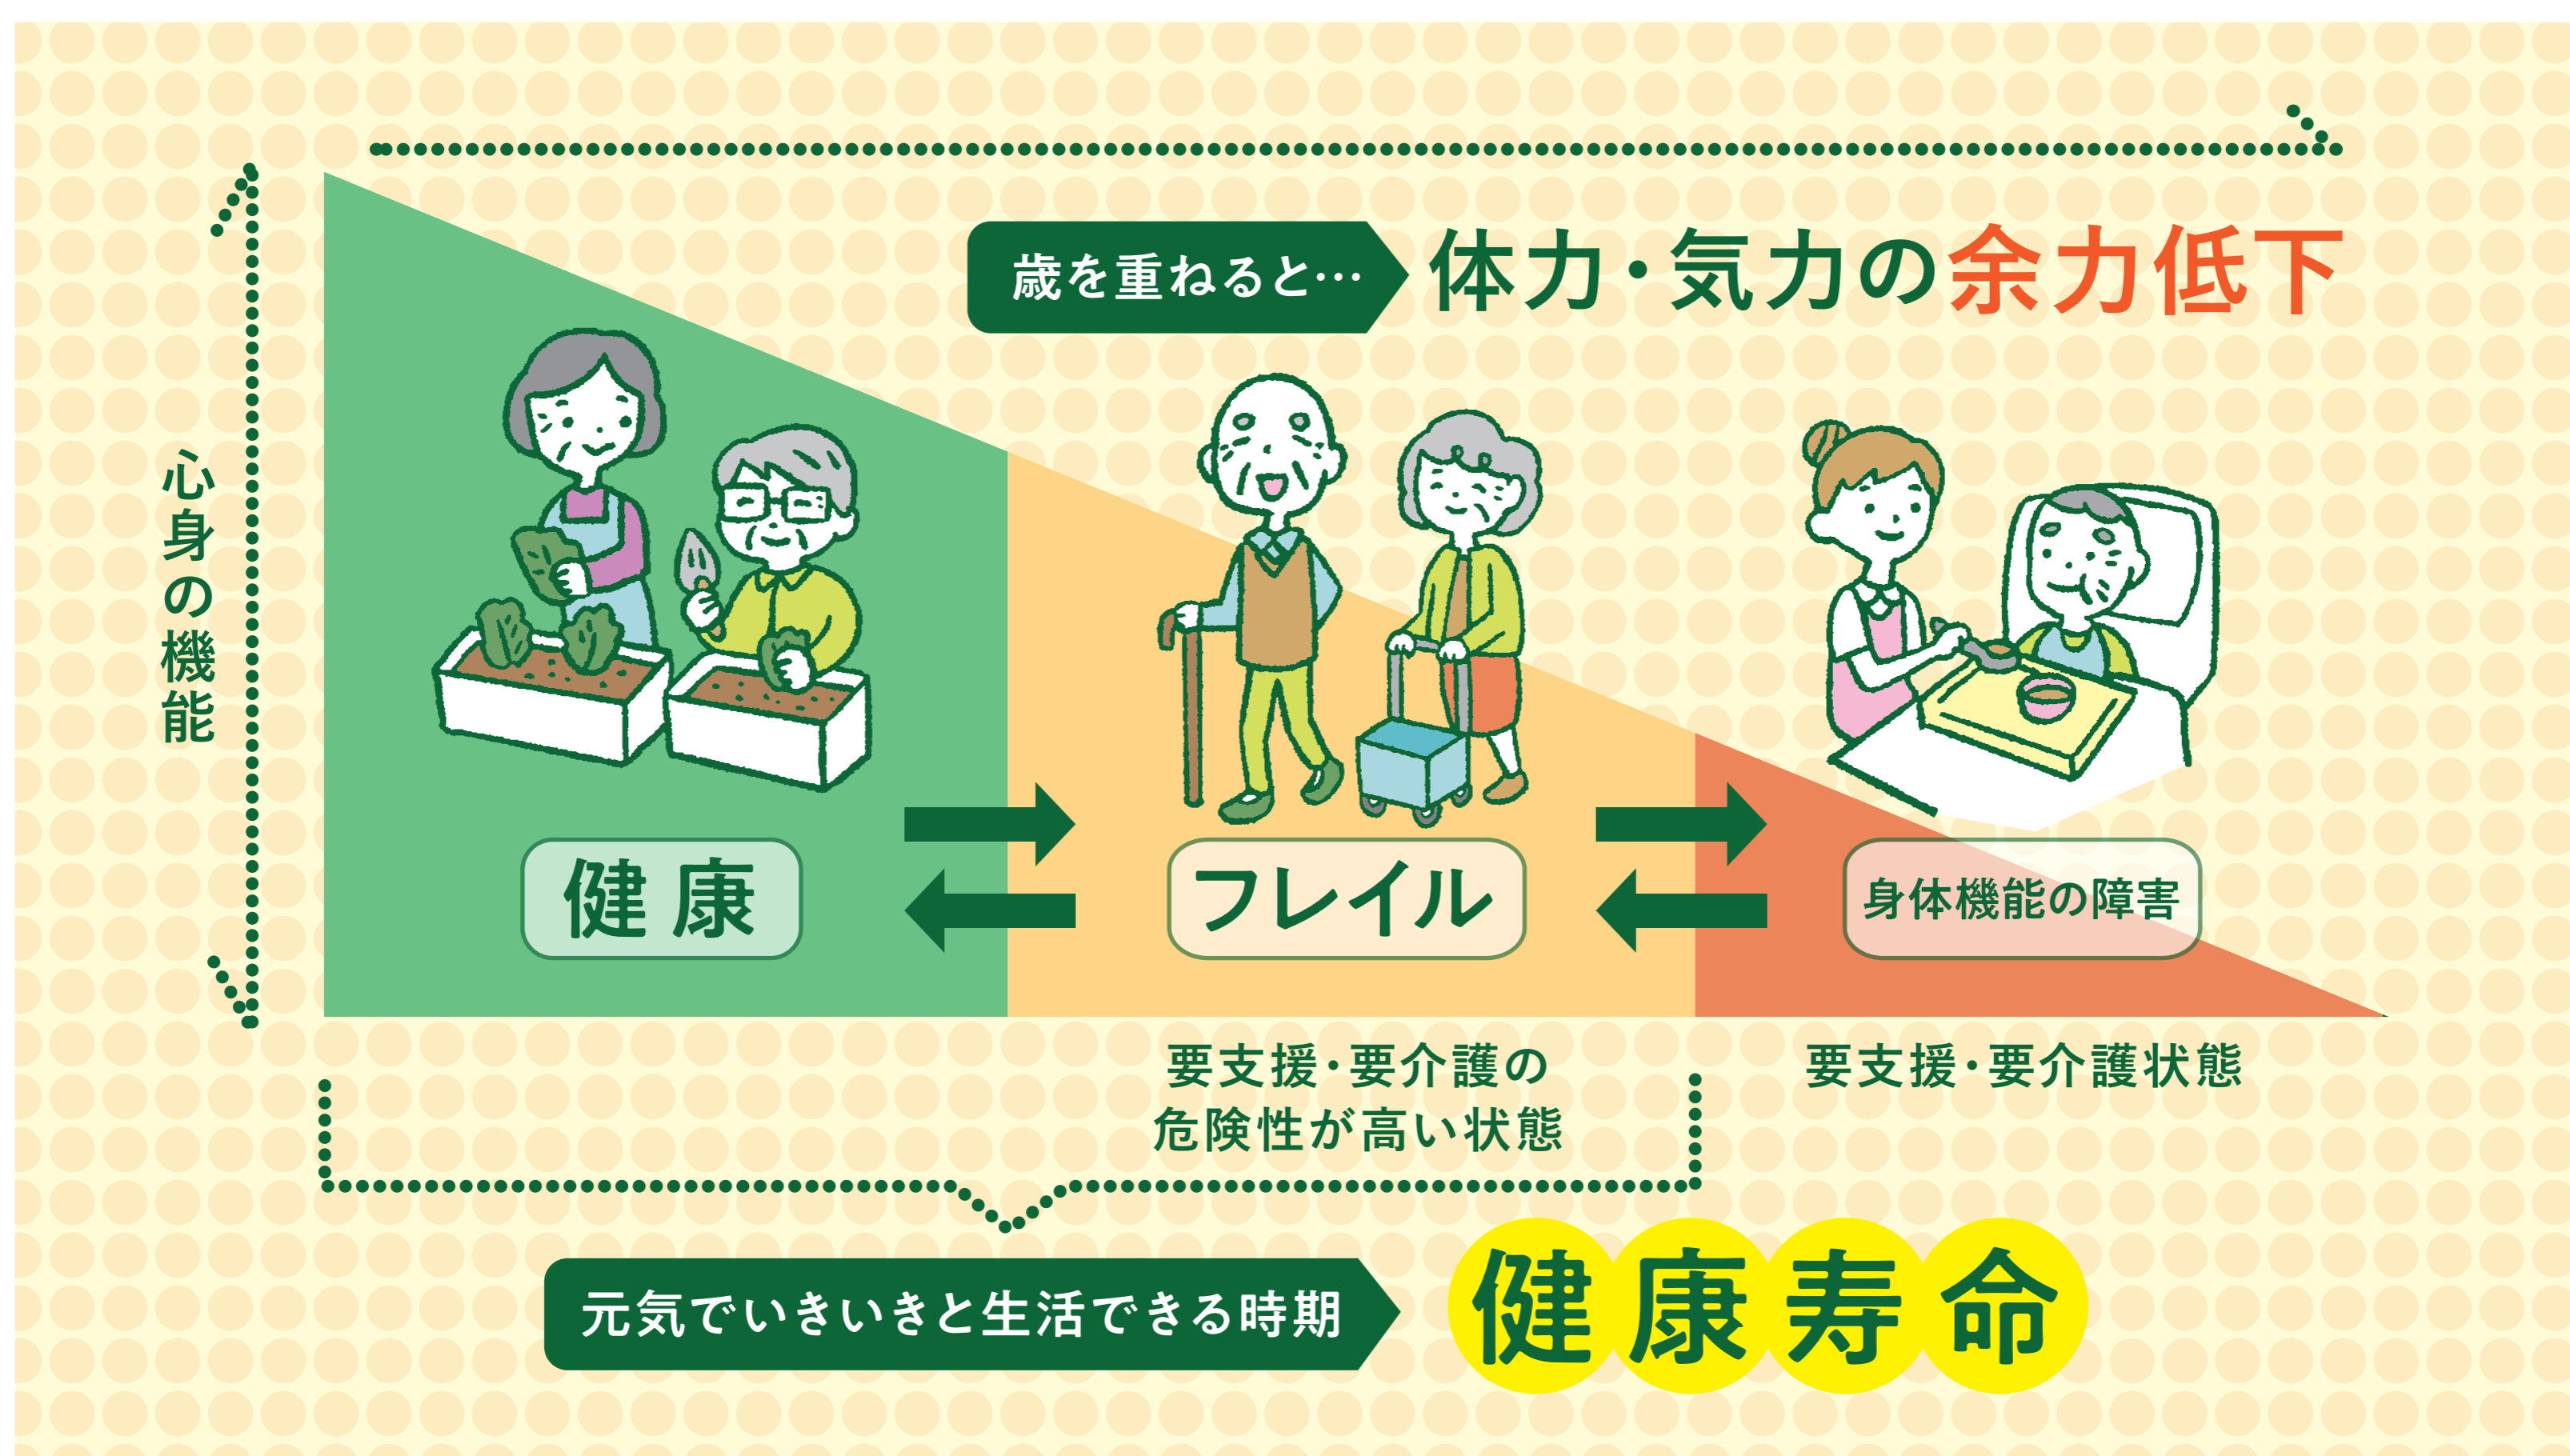 歳を重ねると…
体力・気力の余力低下
心身の機能
健康
フレイル
身体機能の障害
要支援・要介護の
危険性が高い状態
要支援・要介護状態
元気でいきいきと生活できる時期
健康寿命